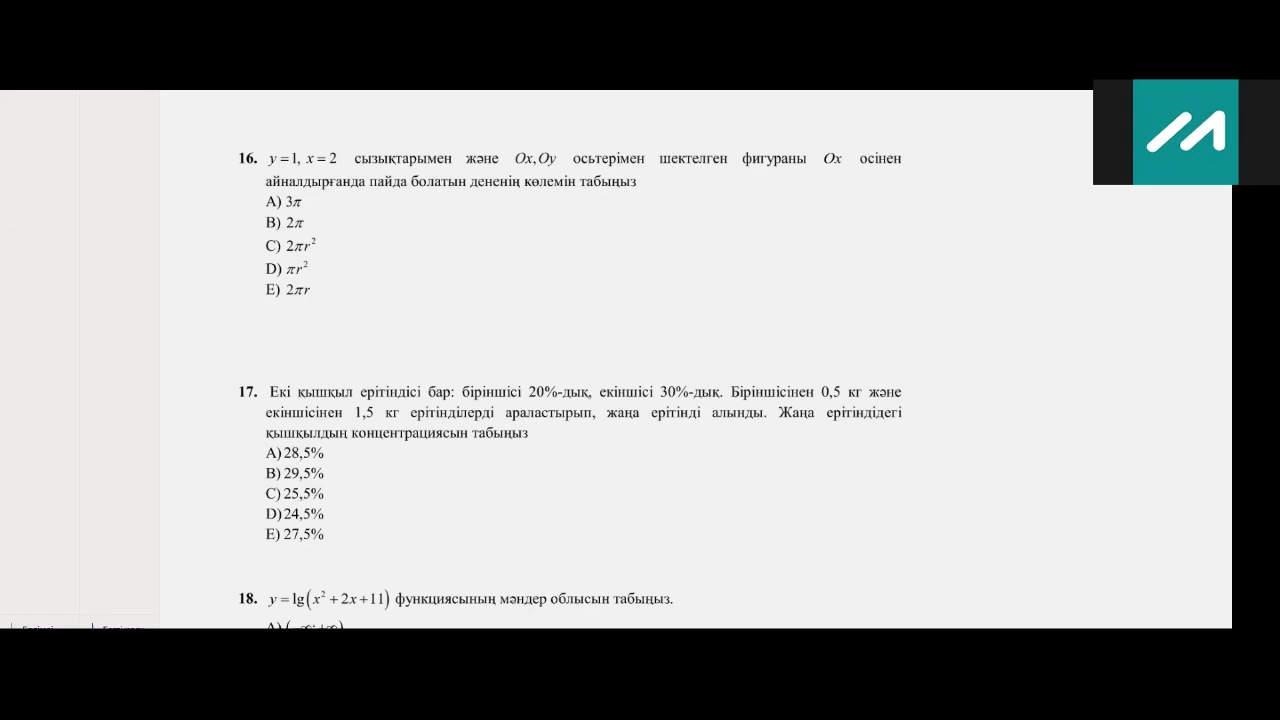 16. y = 1, x = 2 сызықтарымен және Ox, Oy осьтерімен шектелген фигураны Ox осінен
айналдырғанда пайда болатын дененің көлемін табыңыз
A) 3π
B) 2π
C) 2πr²
D) πr²
E) 2πr
17. Екі қышқыл ерітіндісі бар: біріншісі 20%-дық, екіншісі 30%-дық. Біріншісінен 0,5 кг және
екіншісінен 1,5 кг ерітінділерді араластырып, жаңа ерітінді алынды. Жаңа ерітіндідегі
қышқылдың концентрациясын табыңыз
A) 28,5%
B) 29,5%
C) 25,5%
D) 24,5%
E) 27,5%
18. y = lg(x² + 2x + 11) функциясының мәндер облысын табыңыз.